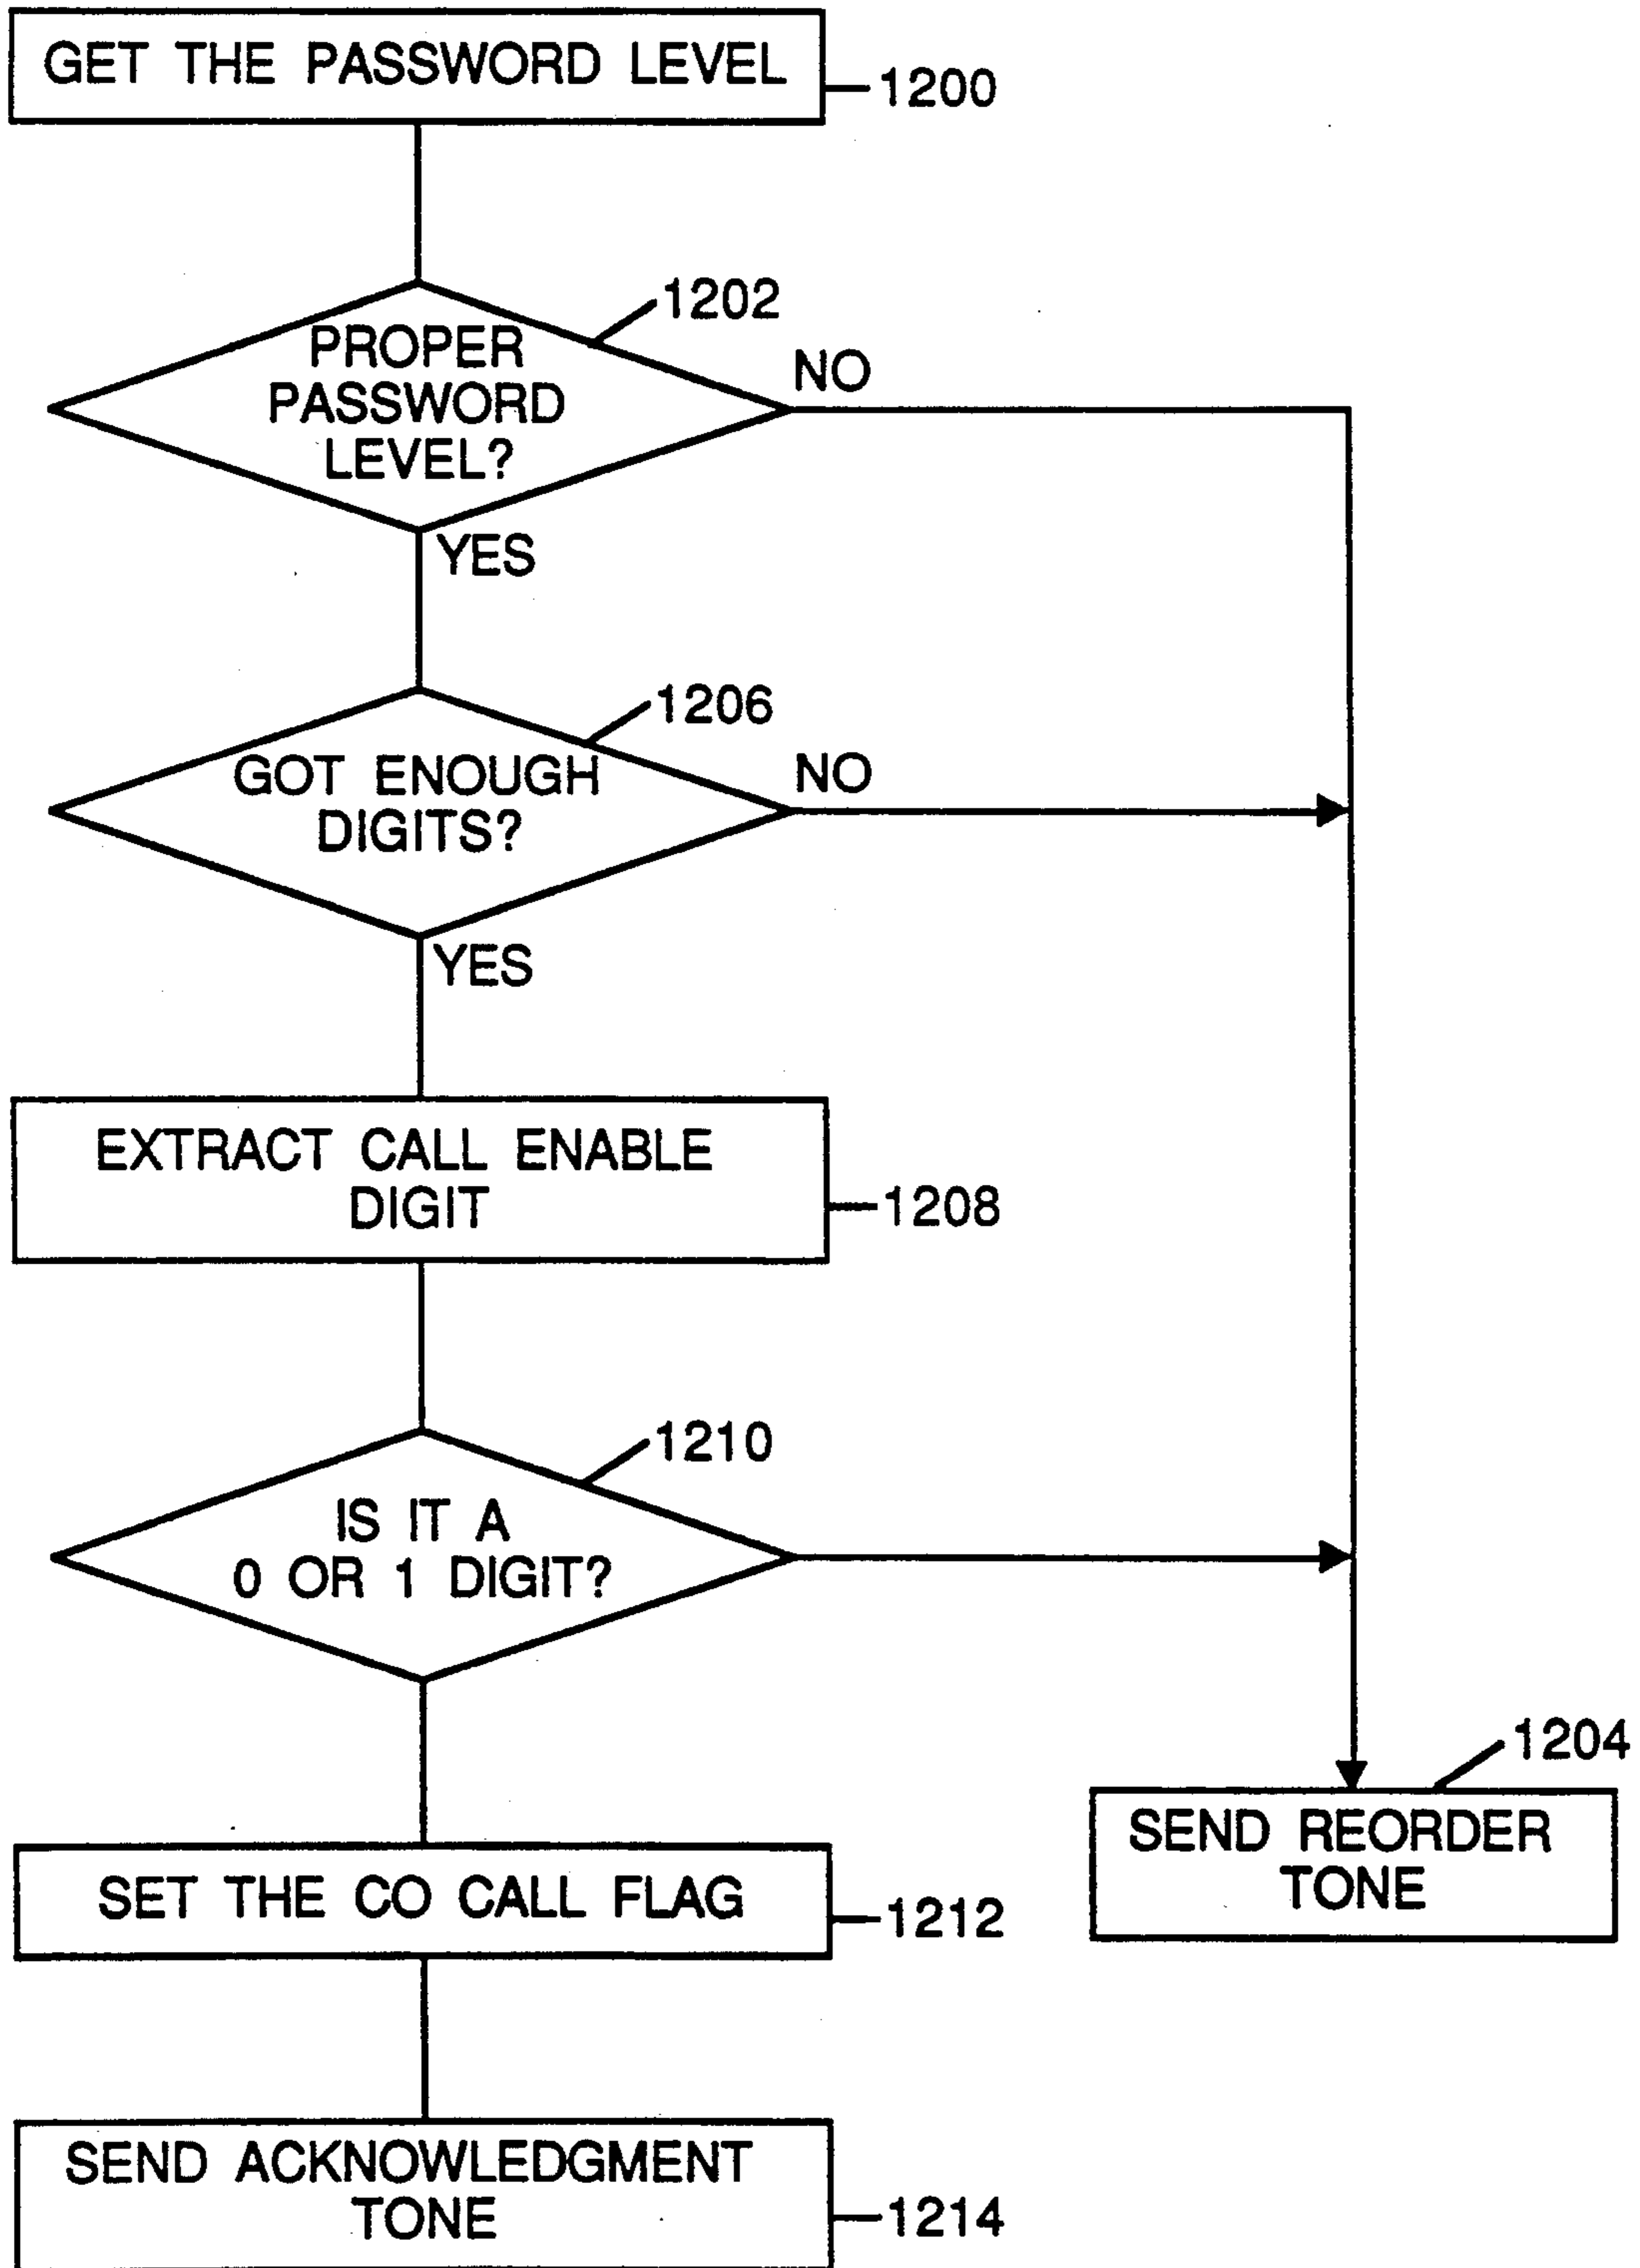 GET THE PASSWORD LEVEL
1200
1202
PROPER
PASSWORD
LEVEL?
NO
YES
1206
GOT ENOUGH
DIGITS?
NO
YES
EXTRACT CALL ENABLE
DIGIT
1208
1210
IS IT A
0 OR 1 DIGIT?
1204
SEND REORDER
TONE
SET THE CO CALL FLAG
1212
SEND ACKNOWLEDGMENT
TONE
1214